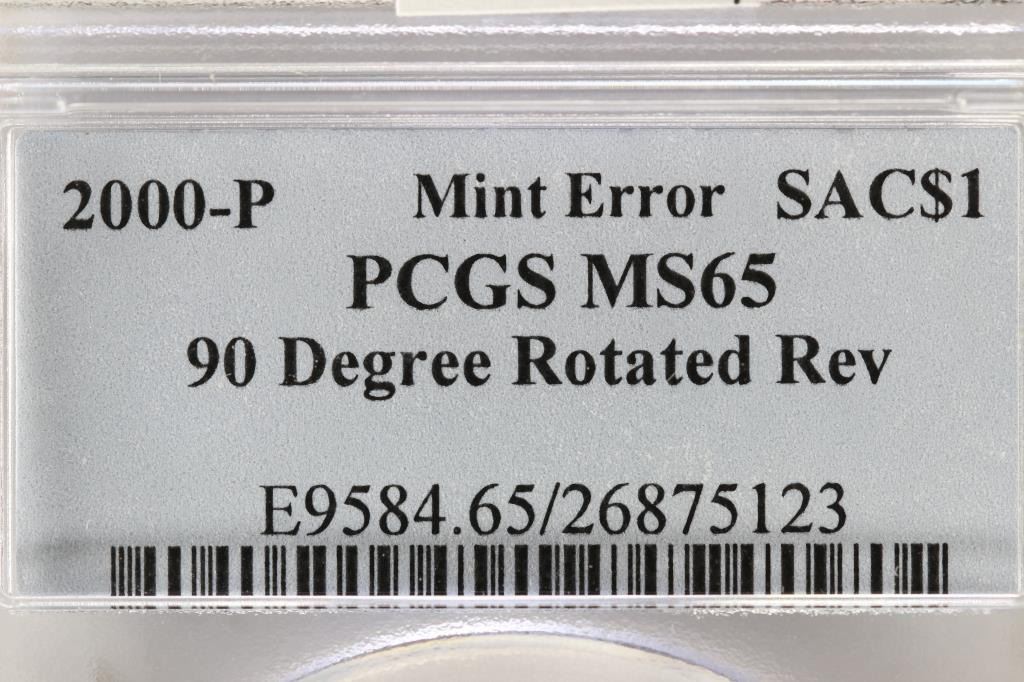 2000-P Mint Error SAC$1
PCGS MS65
90 Degree Rotated Rev
E9584.65/26875123